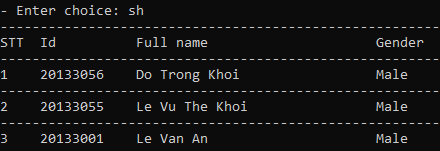 - Enter choice: sh
--------------------------------------------------------
STT Id Full name Gender
--------------------------------------------------------
1 20133056 Do Trong Khoi Male
--------------------------------------------------------
2 20133055 Le Vu The Khoi Male
--------------------------------------------------------
3 20133001 Le Van An Male